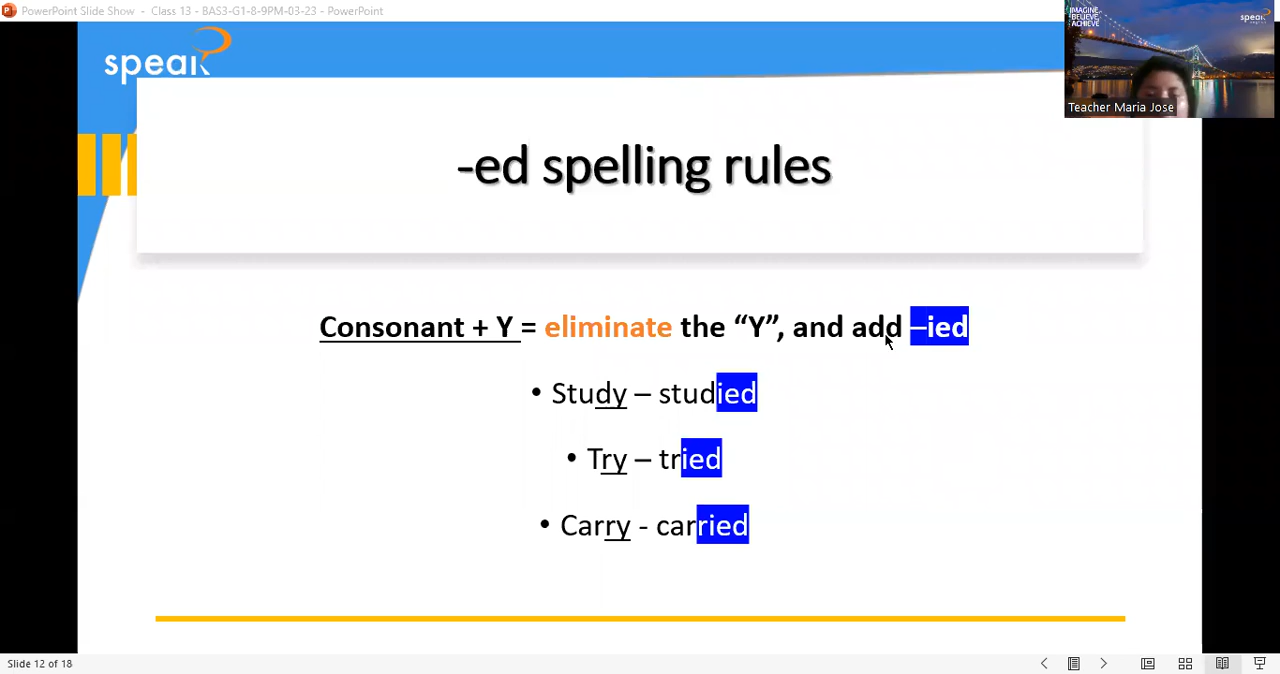 PowerPoint Slide Show - Class 13 - BAS3-G1-8-9PM-03-23 - PowerPoint
IMAGINE
BELIEVE
ACHIEVE
speak
Teacher Maria Jose
speak
-ed spelling rules
Consonant + Y = eliminate the “Y”, and add –ied
• Study – studied
• Try – tried
• Carry - carried
Slide 12 of 18